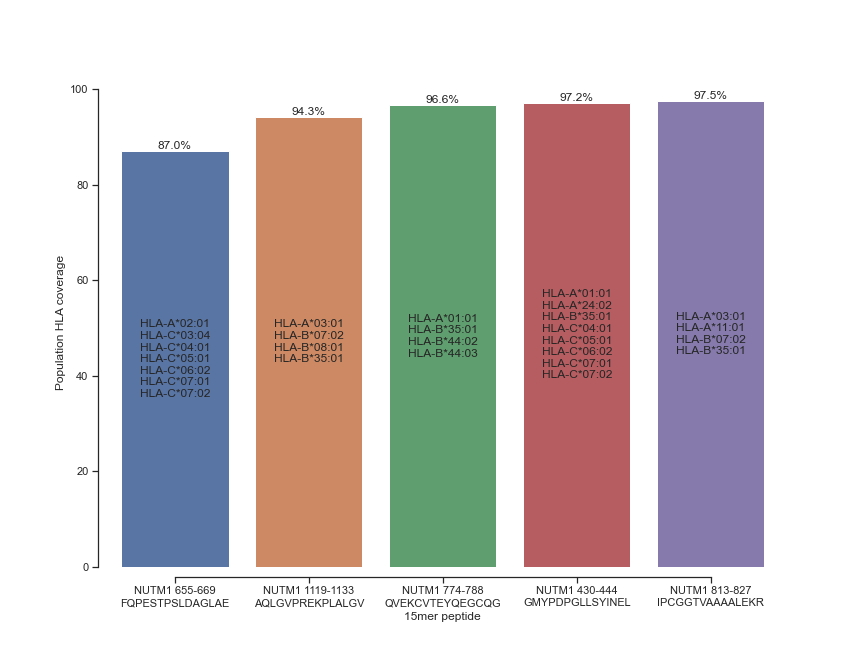 100
80
60
40
20
0
Population HLA coverage
87.0%
94.3%
96.6%
97.2%
97.5%
HLA-A*02:01
HLA-C*03:04
HLA-C*04:01
HLA-C*05:01
HLA-C*06:02
HLA-C*07:01
HLA-C*07:02
HLA-A*03:01
HLA-B*07:02
HLA-B*08:01
HLA-B*35:01
HLA-A*01:01
HLA-B*35:01
HLA-B*44:02
HLA-B*44:03
HLA-A*01:01
HLA-A*24:02
HLA-B*35:01
HLA-C*04:01
HLA-C*05:01
HLA-C*06:02
HLA-C*07:01
HLA-C*07:02
HLA-A*03:01
HLA-A*11:01
HLA-B*07:02
HLA-B*35:01
NUTM1 655-669
FQPESTPSLDAGLAE
NUTM1 1119-1133
AQLGVPREKPLALGV
NUTM1 774-788
QVEKCVTEYQEGCQG
NUTM1 430-444
GMYPDPGLLSYINEL
NUTM1 813-827
IPCGGTVAAAALEKR
15mer peptide